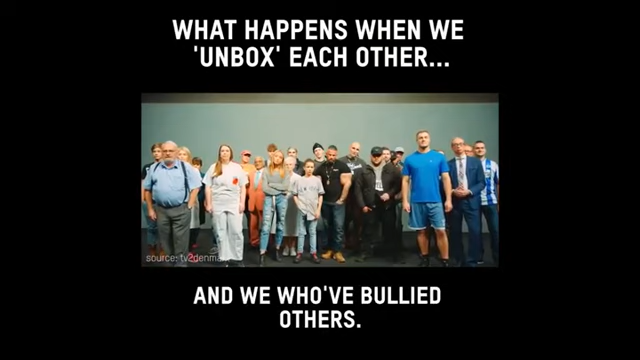 WHAT HAPPENS WHEN WE
'UNBOX' EACH OTHER...
source: tv2denmark
AND WE WHO'VE BULLIED
OTHERS.